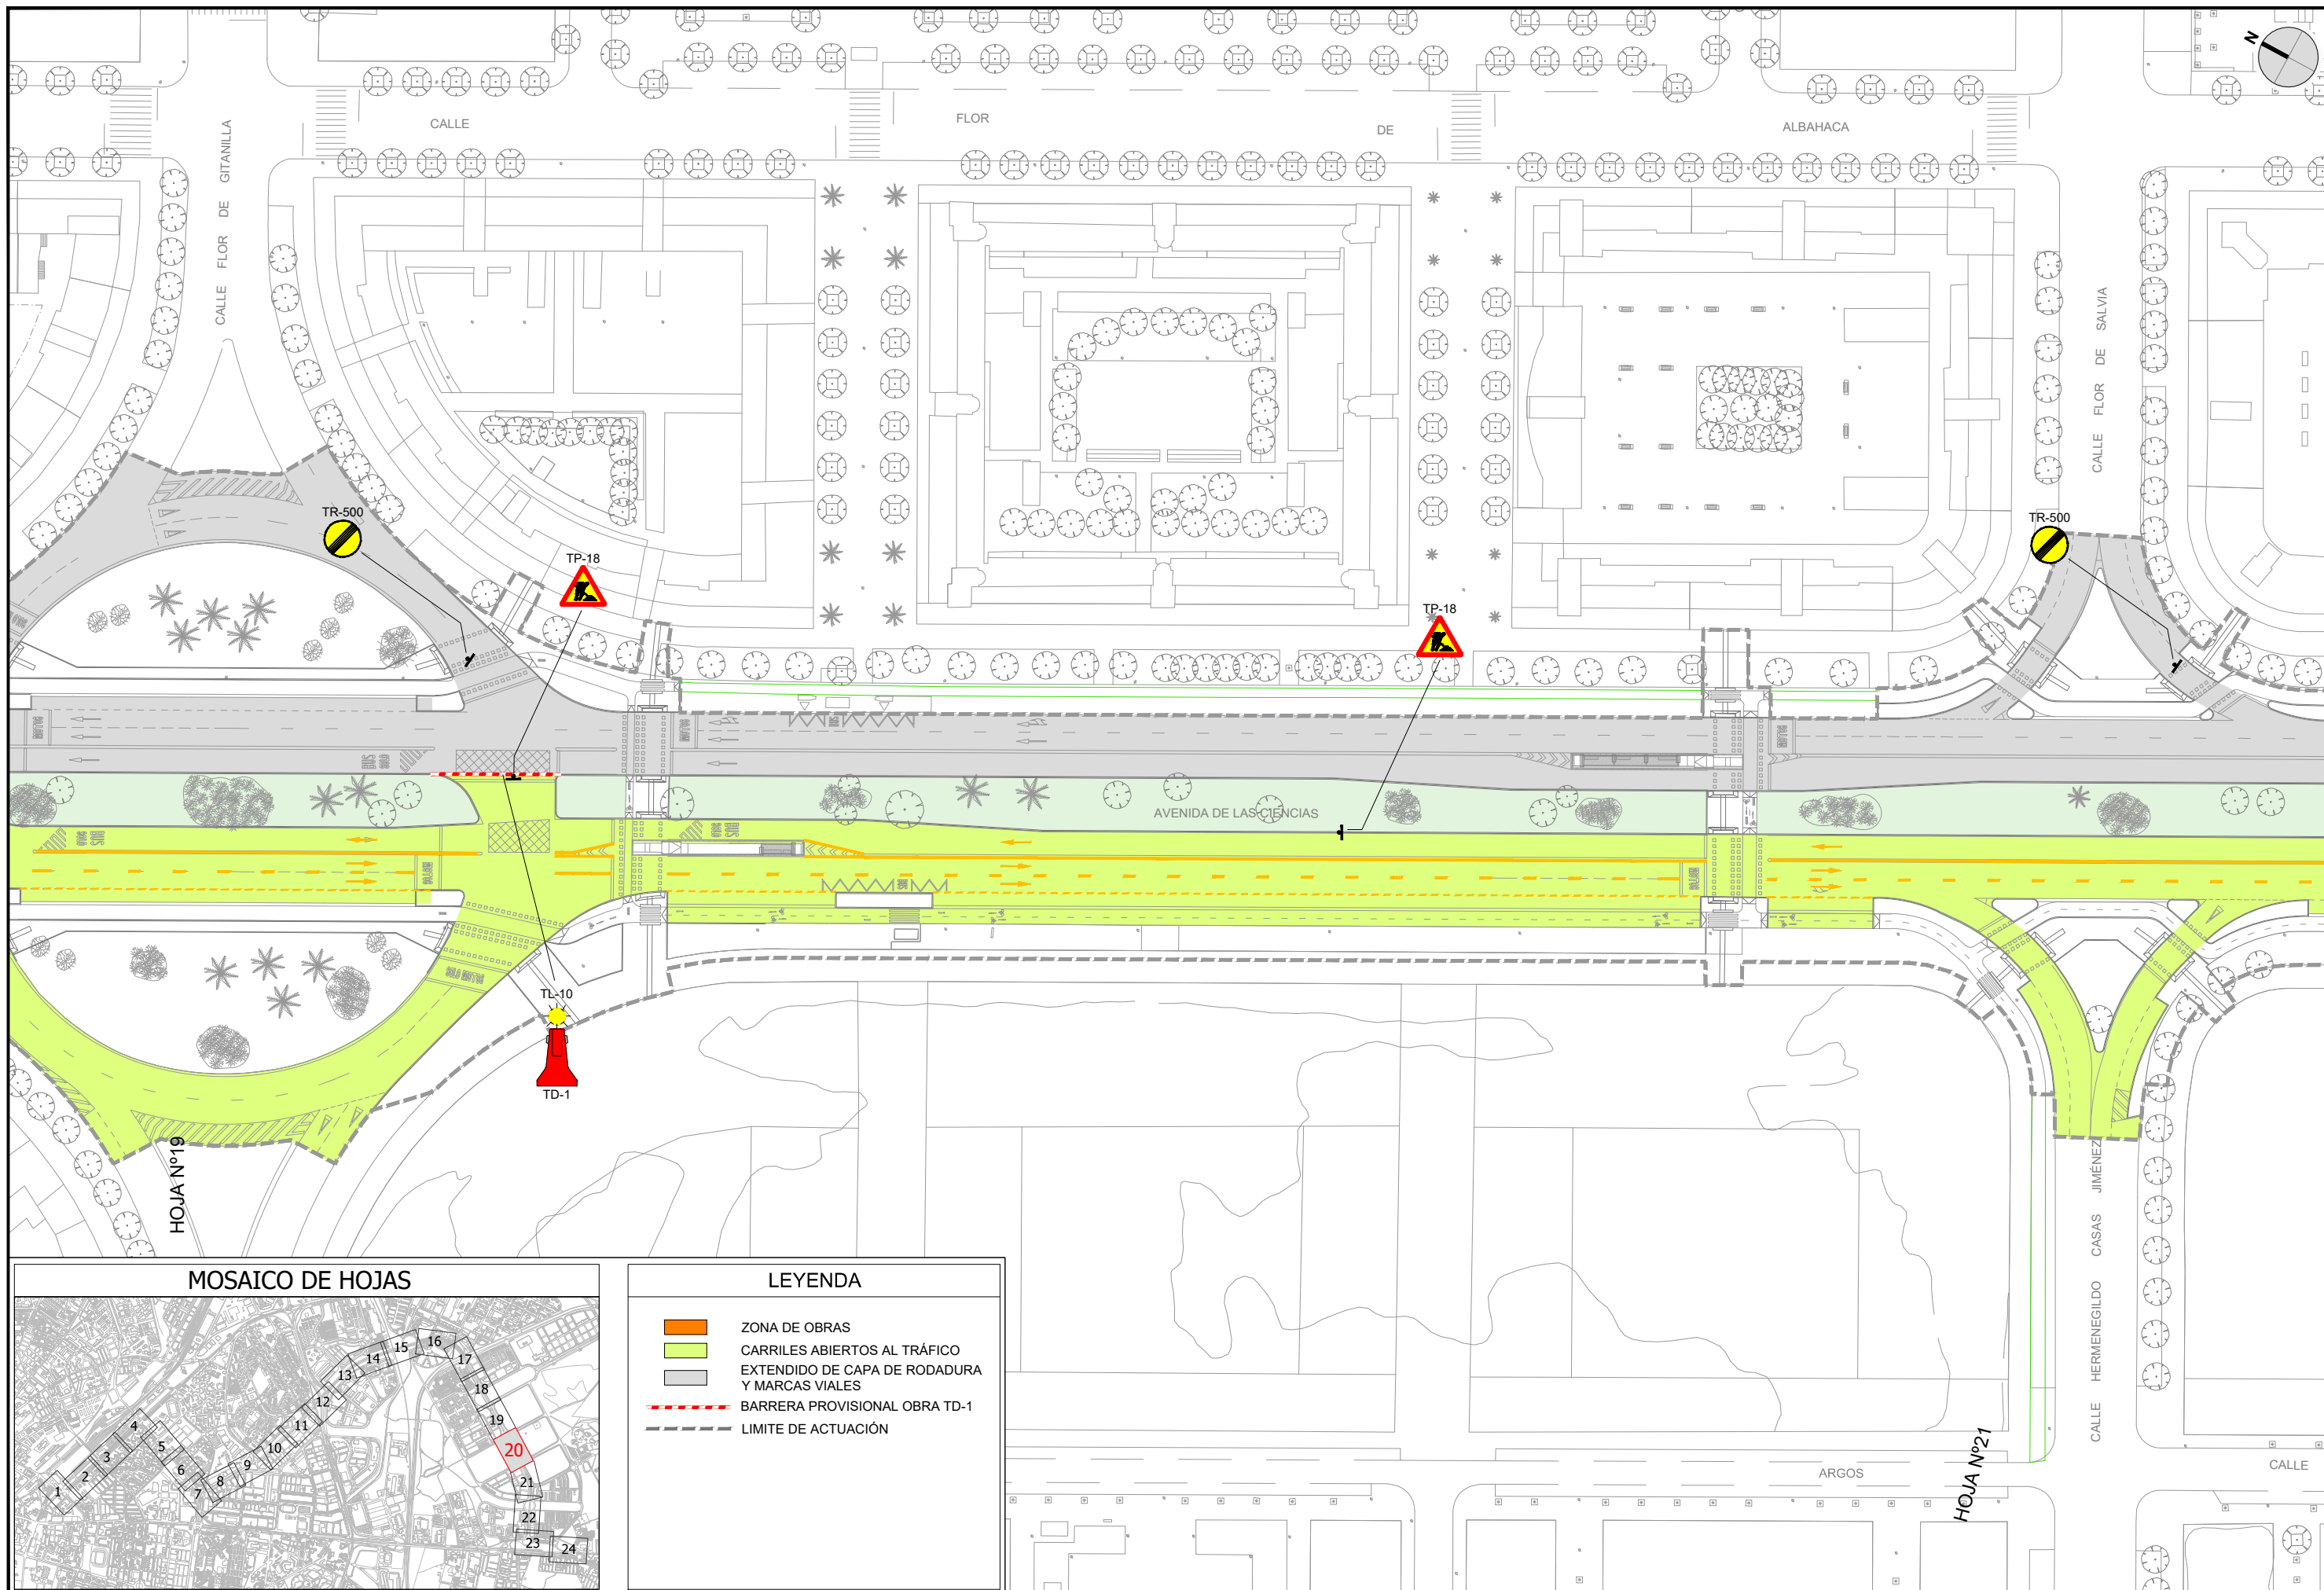 N
CALLE
FLOR
DE
ALBAHACA
CALLE FLOR DE GITANILLA
CALLE FLOR DE SALVIA
TR-500
TP-18
TR-500
TP-18
BUS
AVENIDA DE LAS CIENCIAS
BUS
BUS
TL-10
TD-1
HOJA Nº19
CALLE HERMENEGILDO CASAS JIMÉNEZ
HOJA Nº21
ARGOS
CALLE
MOSAICO DE HOJAS
1
2
3
4
5
6
7
8
9
10
11
12
13
14
15
16
17
18
19
20
21
22
23
24
LEYENDA
ZONA DE OBRAS
CARRILES ABIERTOS AL TRÁFICO
EXTENDIDO DE CAPA DE RODADURA
Y MARCAS VIALES
BARRERA PROVISIONAL OBRA TD-1
LIMITE DE ACTUACIÓN